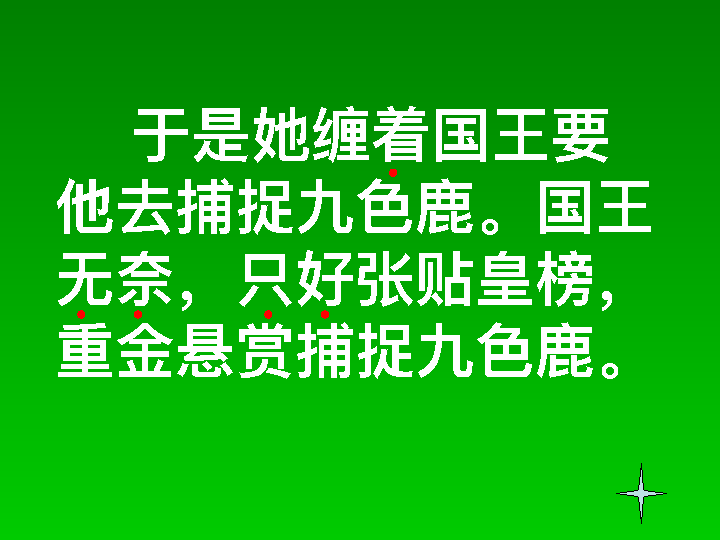 于是她缠着国王要
他去捕捉九色鹿。国王
无奈，只好张贴皇榜，
重金悬赏捕捉九色鹿。